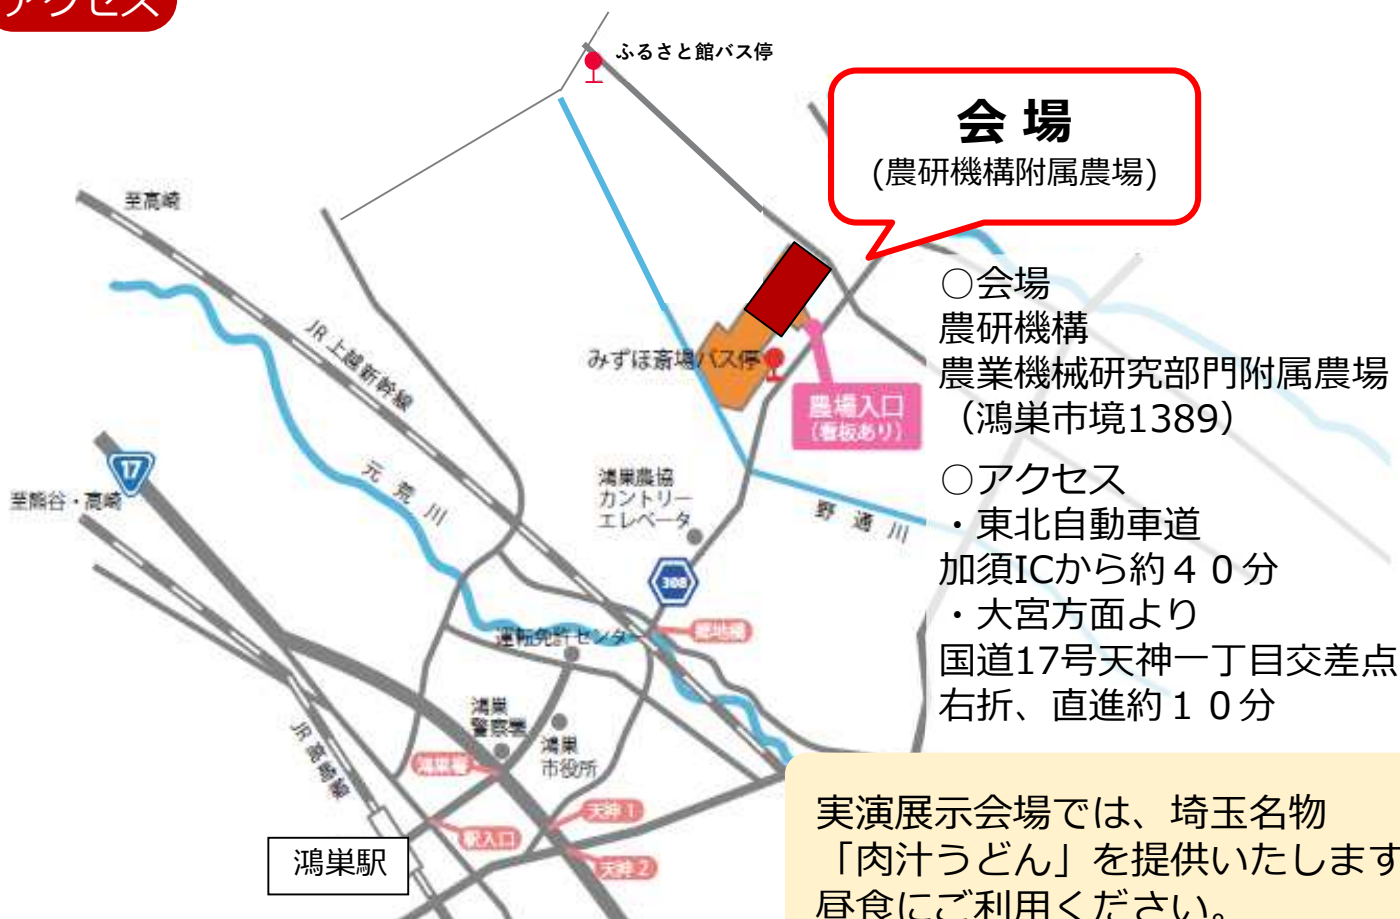 アクセス
ふるさと館バス停
会 場
(農研機構附属農場)
至高崎
JR 上越新幹線
みずほ斎場バス停
農場入口
(看板あり)
○会場
農研機構
農業機械研究部門附属農場
（鴻巣市境1389）
○アクセス
・東北自動車道
加須ICから約４０分
・大宮方面より
国道17号天神一丁目交差点
右折、直進約１０分
17
至熊谷・高崎
元荒川
鴻巣農協
カントリー
エレベータ
野通川
308
運転免許センター
鴻巣
警察署
鴻巣
市役所
天神 1
駅入口
天神 2
JR 高崎線
鴻巣駅
実演展示会場では、埼玉名物
「肉汁うどん」を提供いたします
昼食にご利用ください。